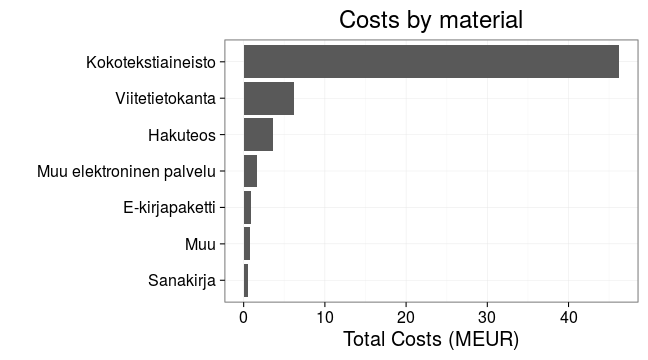 Costs by material
Kokotekstiaineisto
Viitetietokanta
Hakuteos
Muu elektroninen palvelu
E-kirjapaketti
Muu
Sanakirja
0 10 20 30 40
Total Costs (MEUR)